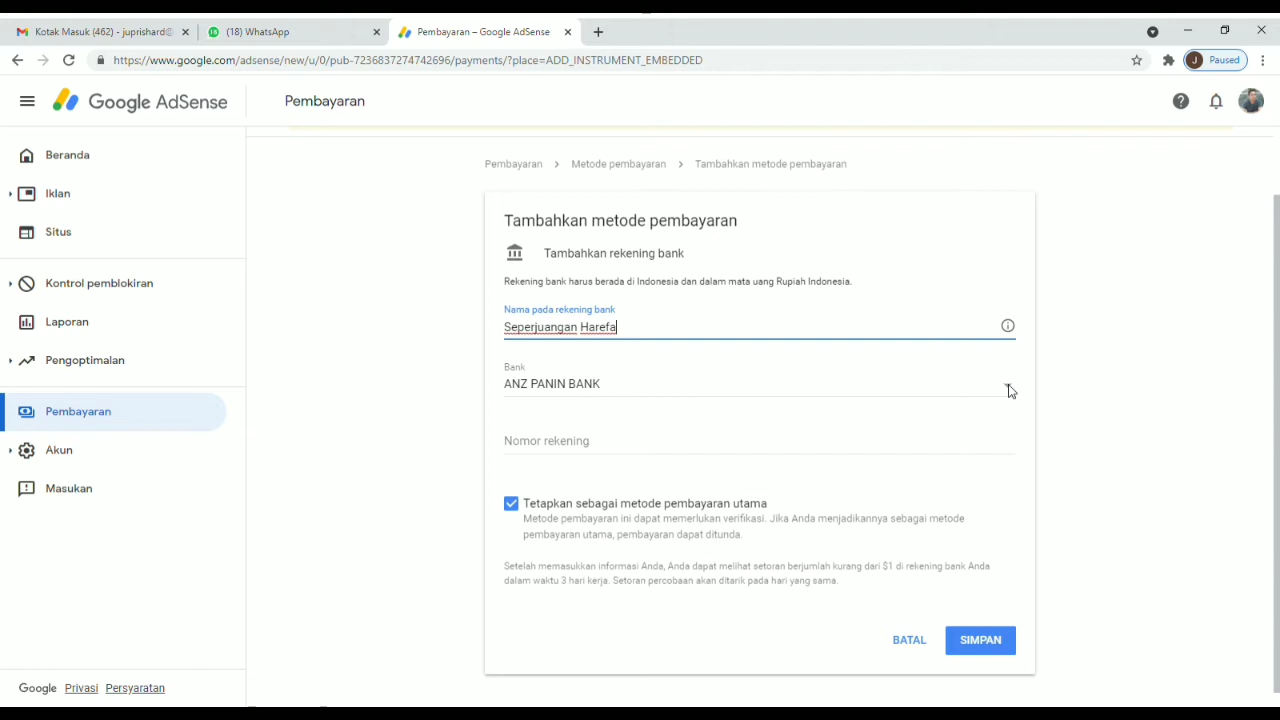 Kotak Masuk (462) - juprishard@
(18) WhatsApp
Pembayaran – Google AdSense
https://www.google.com/adsense/new/u/0/pub-7236837274742696/payments/?place=ADD_INSTRUMENT_EMBEDDED
J
Paused
Google AdSense
Pembayaran
Beranda
Iklan
Situs
Kontrol pemblokiran
Laporan
Pengoptimalan
Pembayaran
Akun
Masukan
Google Privasi Persyaratan
Pembayaran > Metode pembayaran > Tambahkan metode pembayaran
Tambahkan metode pembayaran
Tambahkan rekening bank
Rekening bank harus berada di Indonesia dan dalam mata uang Rupiah Indonesia.
Nama pada rekening bank
Seperjuangan Harefa
Bank
ANZ PANIN BANK
Nomor rekening
Tetapkan sebagai metode pembayaran utama
Metode pembayaran ini dapat memerlukan verifikasi. Jika Anda menjadikannya sebagai metode
pembayaran utama, pembayaran dapat ditunda.
Setelah memasukkan informasi Anda, Anda dapat melihat setoran berjumlah kurang dari $1 di rekening bank Anda
dalam waktu 3 hari kerja. Setoran percobaan akan ditarik pada hari yang sama.
BATAL
SIMPAN